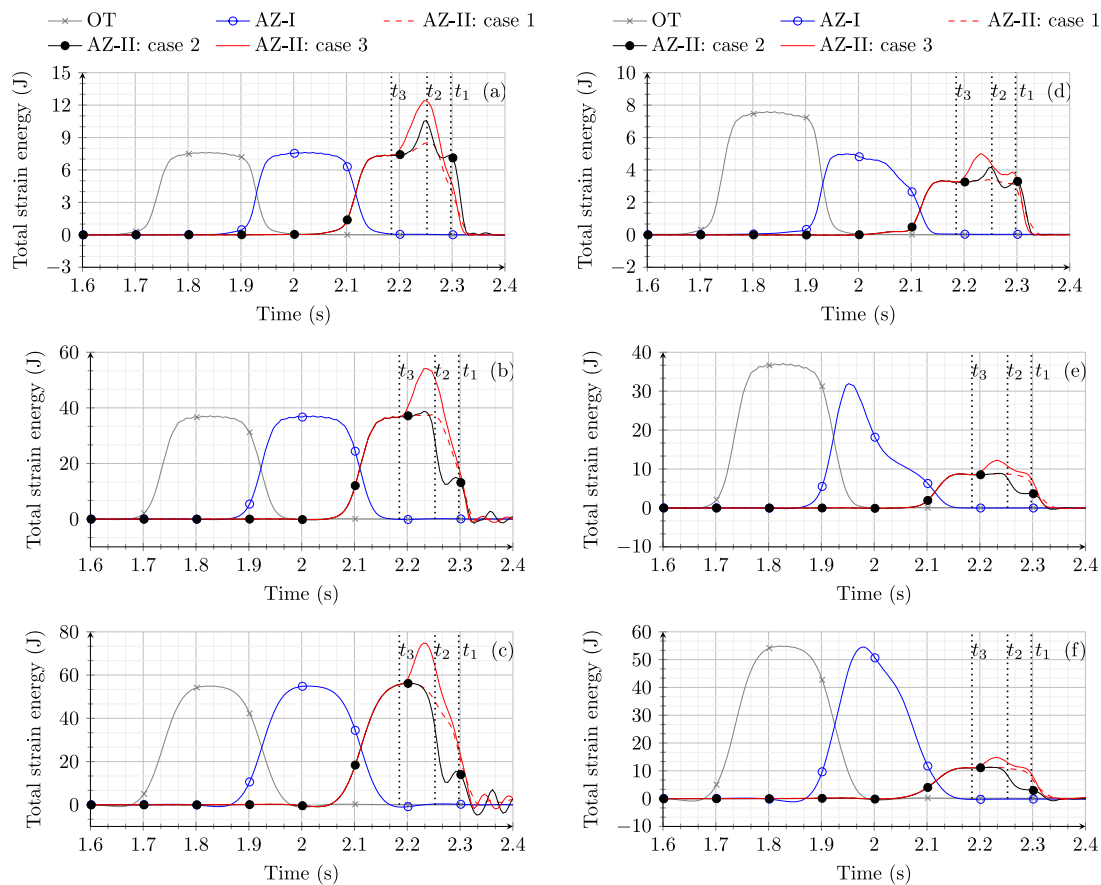 OT AZ-I AZ-II: case 1
AZ-II: case 2 AZ-II: case 3
Total strain energy (J)
15
12
9
6
3
0
−3
t3 t2 t1 (a)
1.6 1.7 1.8 1.9 2 2.1 2.2 2.3 2.4
Time (s)
Total strain energy (J)
60
40
20
0
t3 t2 t1 (b)
1.6 1.7 1.8 1.9 2 2.1 2.2 2.3 2.4
Time (s)
Total strain energy (J)
80
60
40
20
0
t3 t2 t1 (c)
1.6 1.7 1.8 1.9 2 2.1 2.2 2.3 2.4
Time (s)
OT AZ-I AZ-II: case 1
AZ-II: case 2 AZ-II: case 3
Total strain energy (J)
10
8
6
4
2
0
−2
t3 t2 t1 (d)
1.6 1.7 1.8 1.9 2 2.1 2.2 2.3 2.4
Time (s)
Total strain energy (J)
40
30
20
10
0
−10
t3 t2 t1 (e)
1.6 1.7 1.8 1.9 2 2.1 2.2 2.3 2.4
Time (s)
Total strain energy (J)
60
50
40
30
20
10
0
−10
t3 t2 t1 (f)
1.6 1.7 1.8 1.9 2 2.1 2.2 2.3 2.4
Time (s)